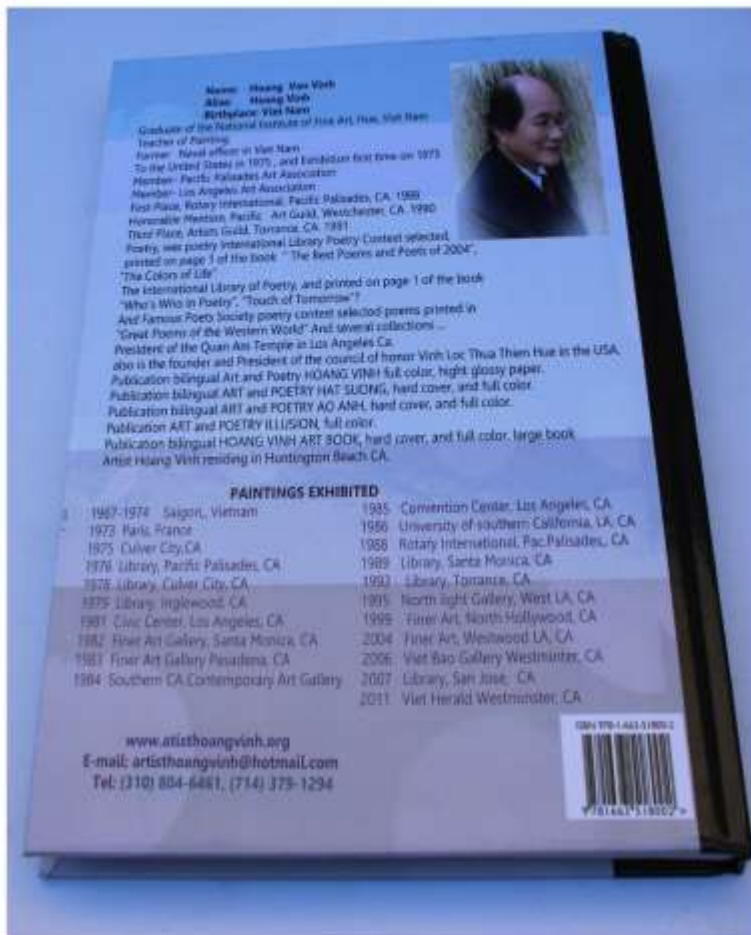 Name: Hoang Van Vinh
Alias: Hoang Vinh
Birthplace: Viet Nam
Graduate of the National Institute of Fine Art, Hue, Viet Nam
Teacher of Painting
Former Naval officer in Viet Nam
To the United States in 1975, and Exhibition first time on 1975
Member- Pacific Palisades Art Association
Member- Los Angeles Art Association
First Place, Rotary International, Pacific Palisades, CA. 1988
Honorable Mention, Pacific Art Guild, Westchester, CA. 1990
Third Place, Artists Guild, Torrance, CA. 1991
Poetry, wer poetry International Library Poetry Contest selected,
printed on page 1 of the book " The Best Poems and Poets of 2004",
"The Colors of Life"
The International Library of Poetry, and printed on page 1 of the book
"Who's Who in Poetry", "Touch of Tomorrow"?
And Famous Poets Society poetry contest selected poems printed in
"Great Poems of the Western World" And several collections ...
President of the Quan Am Temple in Los Angeles Ca.
also is the founder and President of the council of honor Vinh Loc Thua Thien Hue in the USA.
Publication bilingual Art and Poetry HOANG VINH full color, hight glossy paper.
Publication bilingual ART and POETRY HAT SUONG, hard cover, and full color.
Publication bilingual ART and POETRY AO ANH, hard cover, and full color.
Publication ART and POETRY ILLUSION, full color.
Publication bilingual HOANG VINH ART BOOK, hard cover, and full color. large book
Artist Hoang Vinh residing in Huntington Beach CA.
PAINTINGS EXHIBITED
1967-1974 Saigon, Vietnam
1973 Paris, France
1975 Culver City,CA
1976 Library, Pacific Palisades, CA
1978 Library, Culver City, CA
1979 Library, Inglewood, CA
1981 Civic Center, Los Angeles, CA
1982 Finer Art Gallery, Santa Moniza, CA
1983 Finer Art Gallery Pasadena, CA
1984 Southern CA Contemporary Art Gallery
1985 Convention Center, Los Angeles, CA
1986 University of southern California, LA, CA
1988 Rotary International, Pac.Palisades, CA
1989 Library, Santa Monica, CA
1992 Library, Torrance, CA
1995 North light Gallery, West LA, CA
1999 Finer Art, North Hollywood, CA
2004 Finer Art, Westwood LA, CA
2006 Viet Bao Gallery Westminter, CA
2007 Library, San Jose, CA
2011 Viet Herald Westminster, CA
www.atisthoangvinh.org
E-mail: artisthoangvinh@hotmail.com
Tel: (310) 804-6461, (714) 379-1294
ISBN 978-1-463-51800-2
9 781463 518002 >